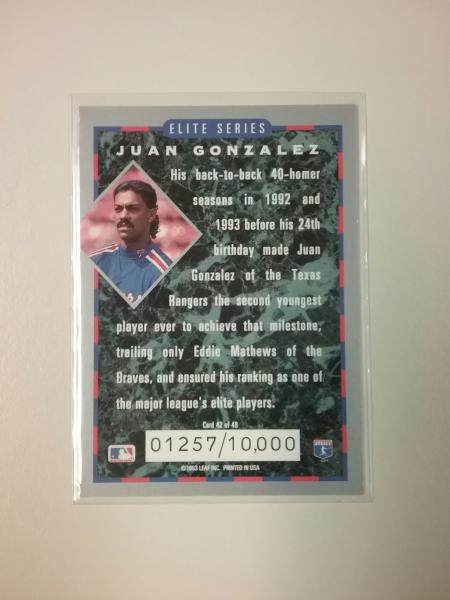 ELITE SERIES
JUAN GONZALEZ
His back-to-back 40-homer
seasons in 1992 and
1993 before his 24th
birthday made Juan
Gonzalez of the Texas
Rangers the second youngest
player ever to achieve that milestone,
trailing only Eddie Mathews of the
Braves, and ensured his ranking as one of
the major league's elite players.
Card 42 of 48
01257/10,000
©1993 LEAF INC. PRINTED IN USA